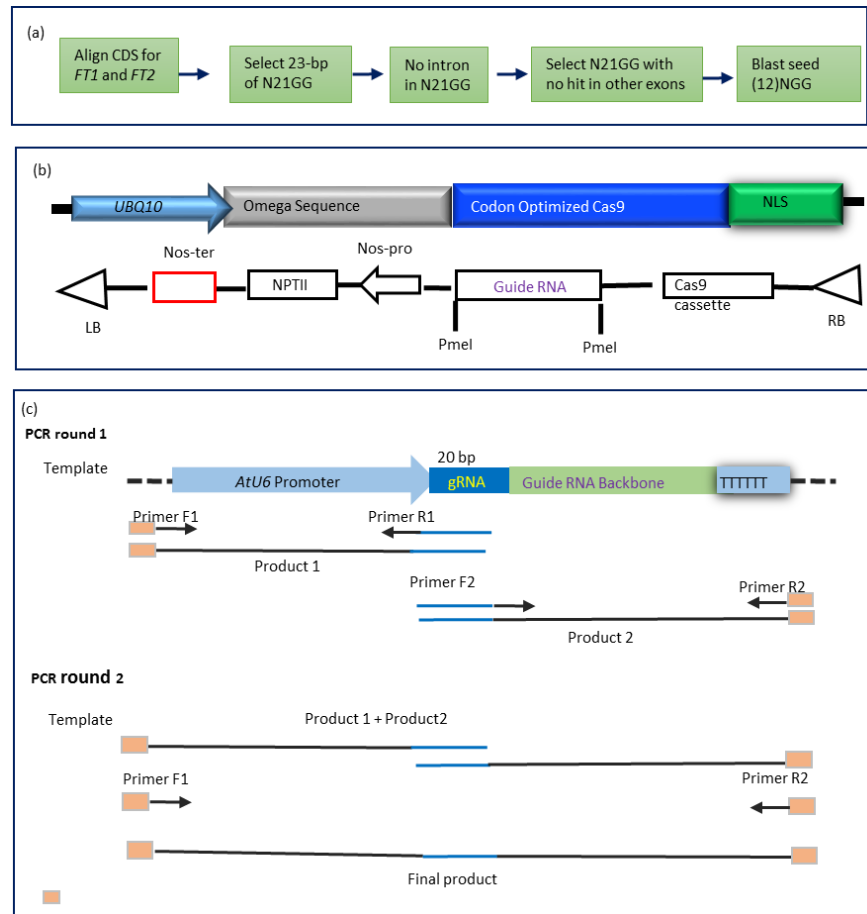 (a)
Align CDS for
FT1 and FT2
Select 23-bp
of N21GG
No intron
in N21GG
Select N21GG with
no hit in other exons
Blast seed
(12)NGG
(b)
UBQ10
Omega Sequence
Codon Optimized Cas9
NLS
Nos-ter
Nos-pro
NPTII
Guide RNA
Cas9
cassette
LB
RB
PmeI
PmeI
(c)
PCR round 1
20 bp
Template
AtU6 Promoter
gRNA
Guide RNA Backbone
TTTTTT
Primer F1
Primer R1
Product 1
Primer F2
Primer R2
Product 2
PCR round 2
Template
Product 1 + Product2
Primer F1
Primer R2
Final product